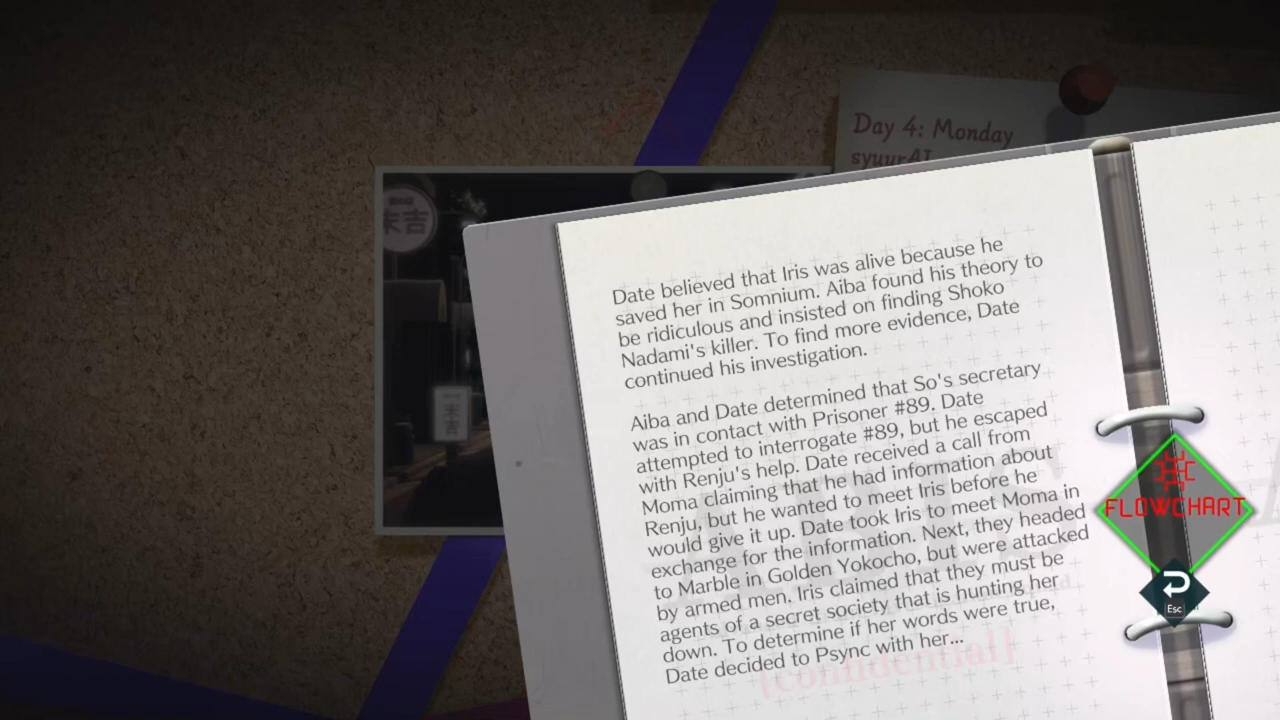 末吉
末吉
Day 4: Monday
Date believed that Iris was alive because he
saved her in Somnium. Aiba found his theory to
be ridiculous and insisted on finding Shoko
Nadami's killer. To find more evidence, Date
continued his investigation.
Aiba and Date determined that So's secretary
was in contact with Prisoner #89. Date
attempted to interrogate #89, but he escaped
with Renju's help. Date received a call from
Moma claiming that he had information about
Renju, but he wanted to meet Iris before he
would give it up. Date took Iris to meet Moma in
exchange for the information. Next, they headed
to Marble in Golden Yokocho, but were attacked
by armed men. Iris claimed that they must be
agents of a secret society that is hunting her
down. To determine if her words were true,
Date decided to Psync with her...
[confidential]
FLOWCHART
Esc